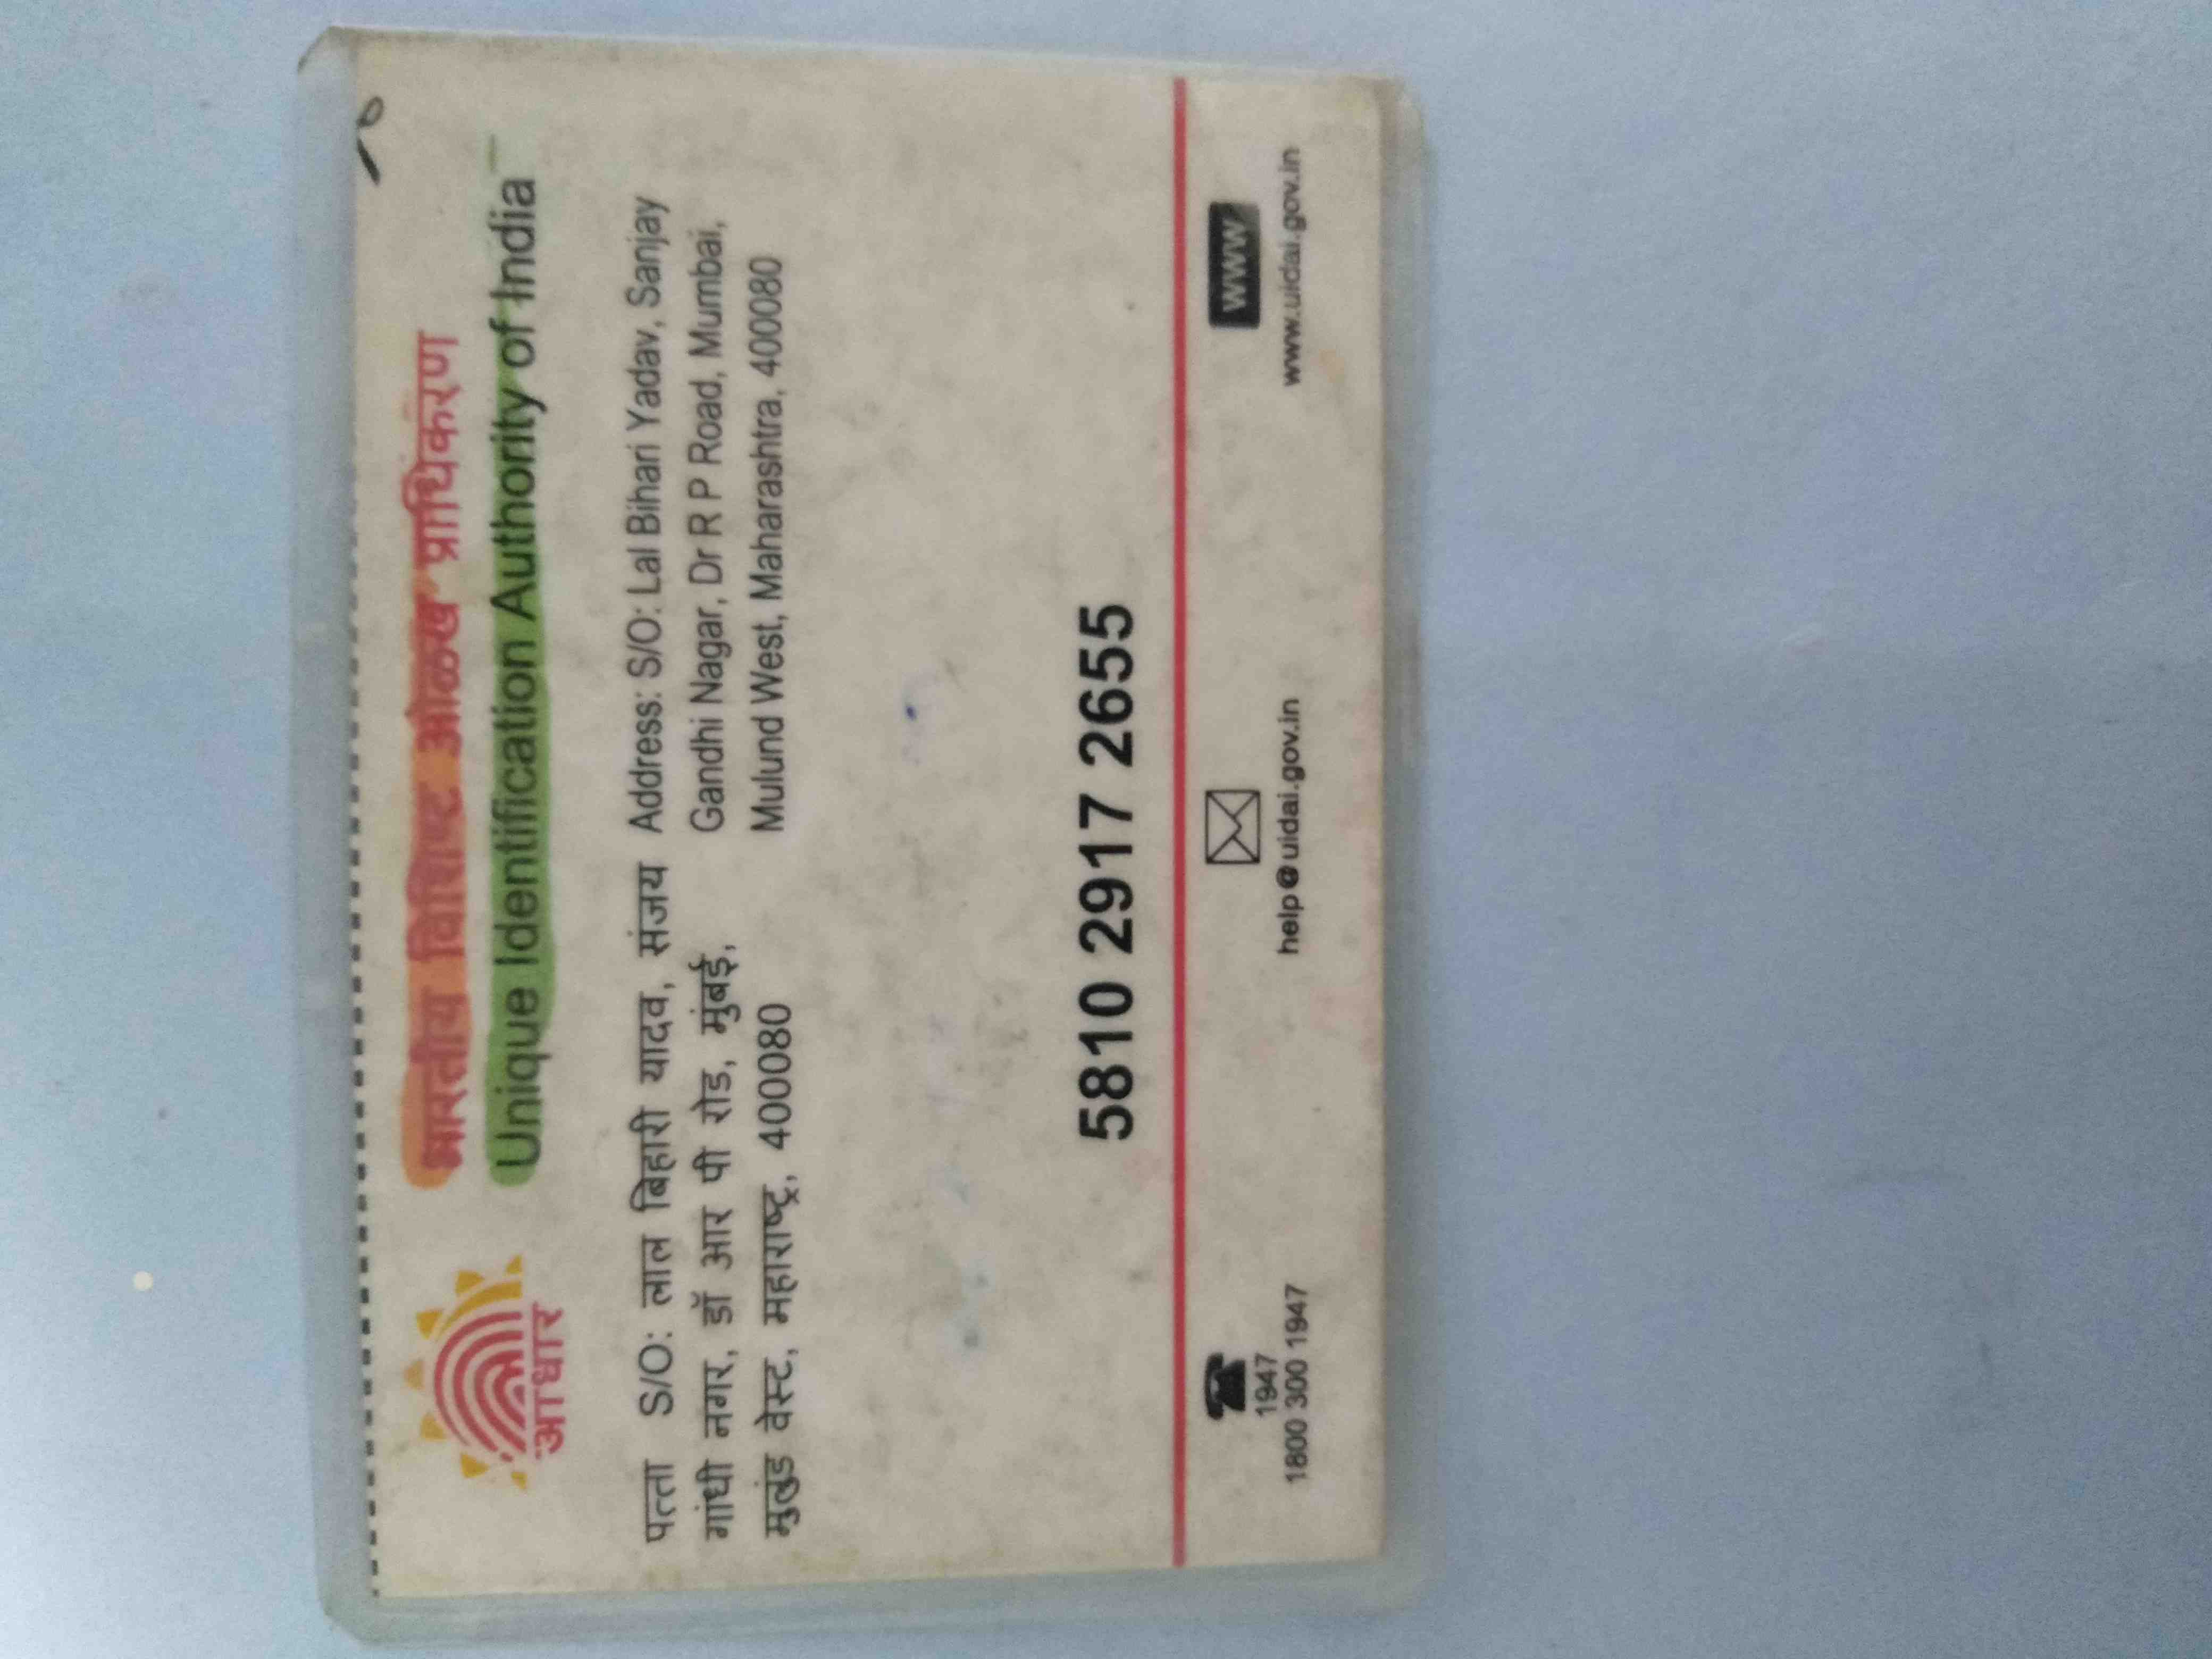 भारतीय विशिष्ट ओळख प्राधिकरण
Unique Identification Authority of India
आधार
पत्ता S/O: लाल बिहारी यादव, संजय
गांधी नगर, डॉ आर पी रोड, मुंबई,
मुलुंड वेस्ट, महाराष्ट्र, 400080
Address: S/O: Lal Bihari Yadav, Sanjay
Gandhi Nagar, Dr R P Road, Mumbai,
Mulund West, Maharashtra, 400080
5810 2917 2655
1947
1800 300 1947
help@uidai.gov.in
www
www.uidai.gov.in